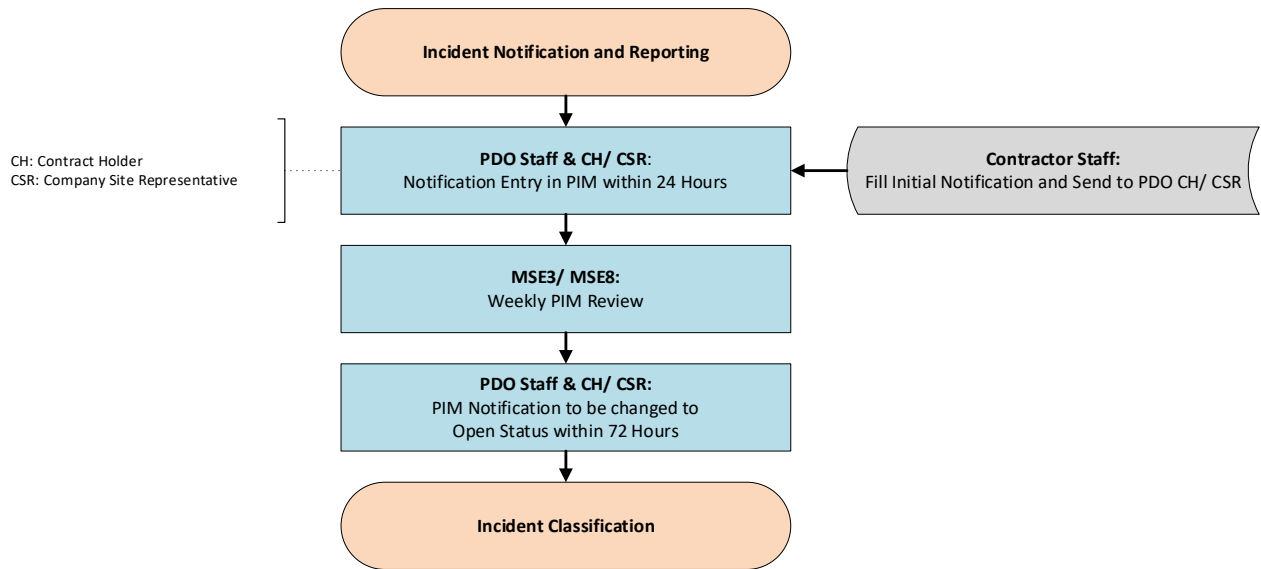 Incident Notification and Reporting
CH: Contract Holder
CSR: Company Site Representative
PDO Staff & CH/ CSR:
Notification Entry in PIM within 24 Hours
Contractor Staff:
Fill Initial Notification and Send to PDO CH/ CSR
MSE3/ MSE8:
Weekly PIM Review
PDO Staff & CH/ CSR:
PIM Notification to be changed to
Open Status within 72 Hours
Incident Classification